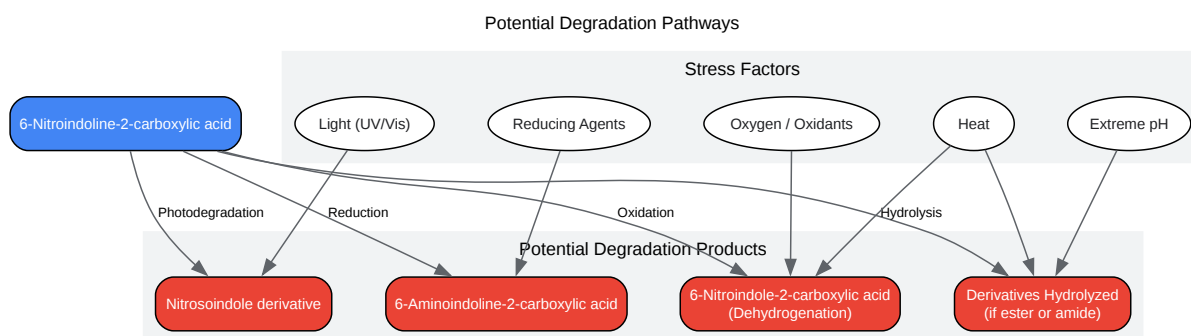 Potential Degradation Pathways
Stress Factors
6-Nitroindoline-2-carboxylic acid
Light (UV/Vis)
Reducing Agents
Oxygen / Oxidants
Heat
Extreme pH
Photodegradation
Reduction
Oxidation
Hydrolysis
Potential Degradation Products
Nitrosoindole derivative
6-Aminoindoline-2-carboxylic acid
6-Nitroindole-2-carboxylic acid
(Dehydrogenation)
Derivatives Hydrolyzed
(if ester or amide)